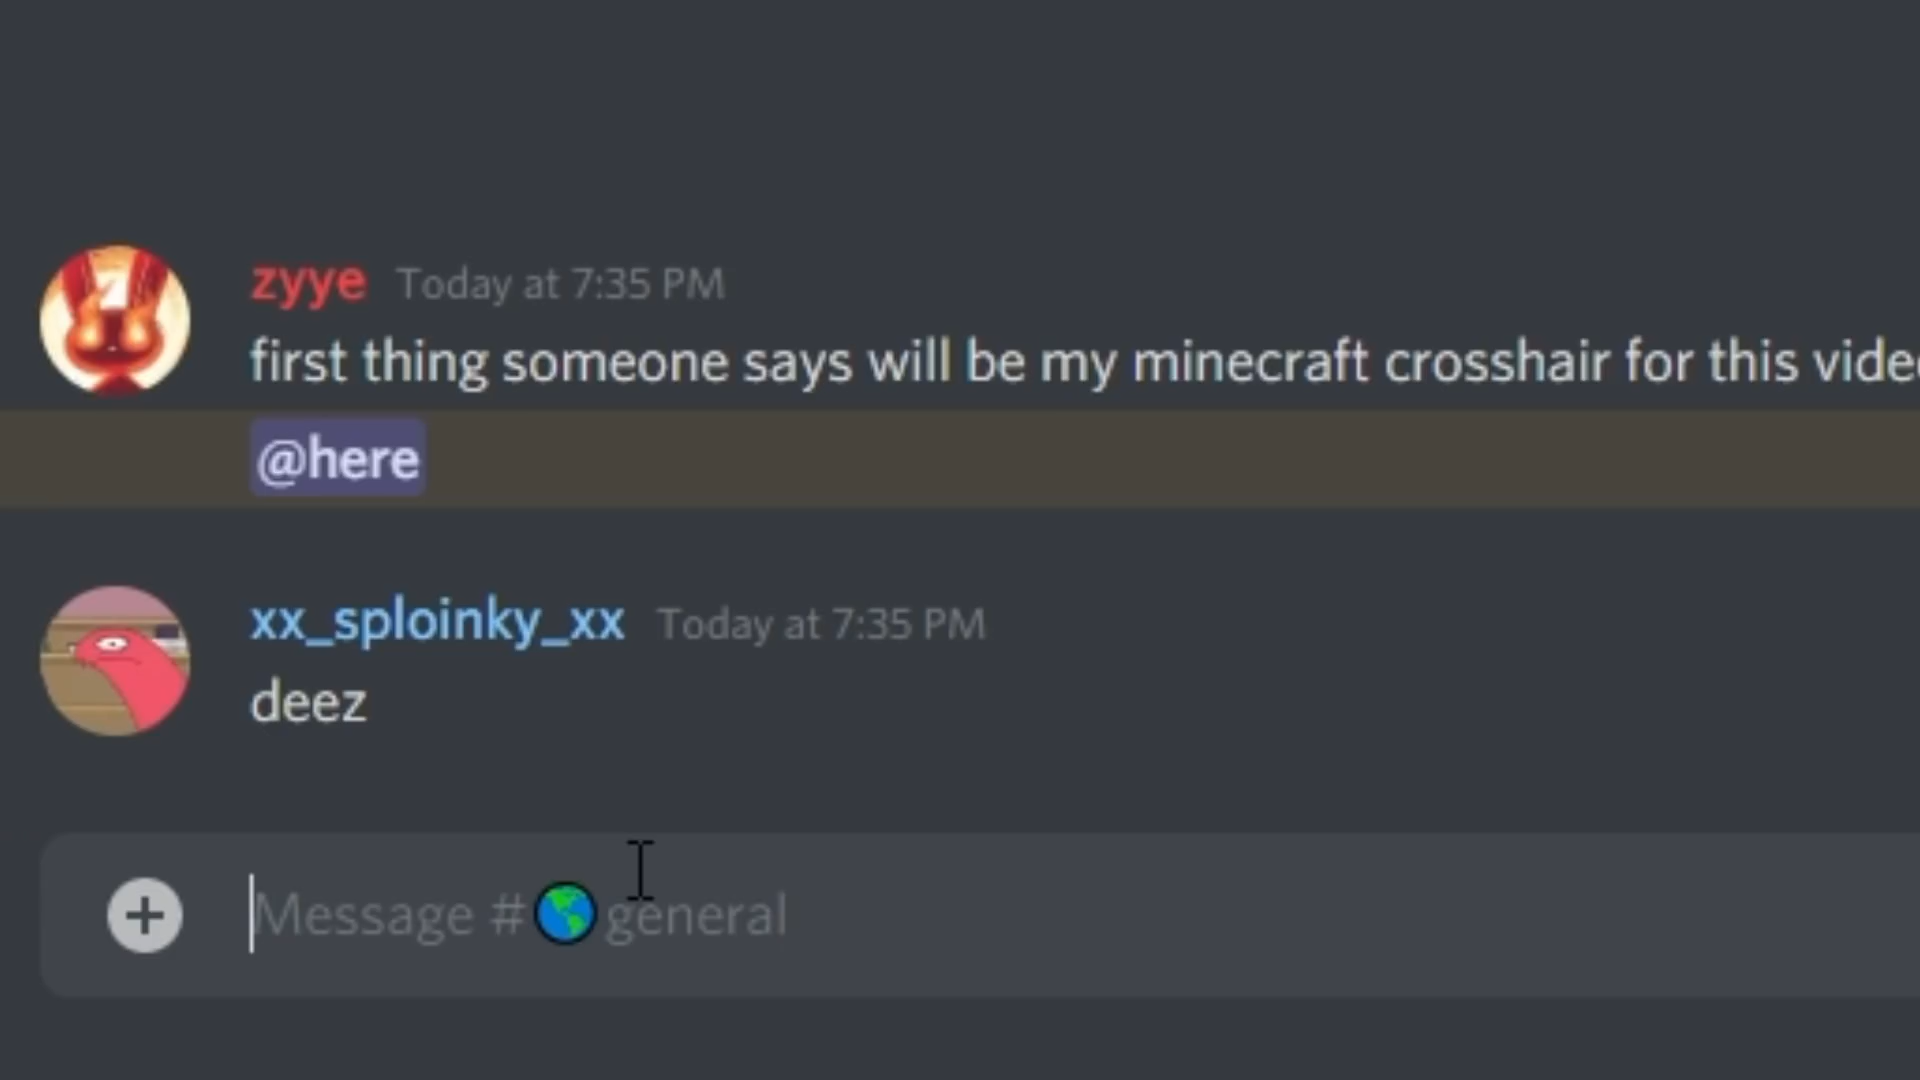 zyye Today at 7:35 PM
first thing someone says will be my minecraft crosshair for this vide
@here
xx_sploinky_xx Today at 7:35 PM
deez
Message #🌎general